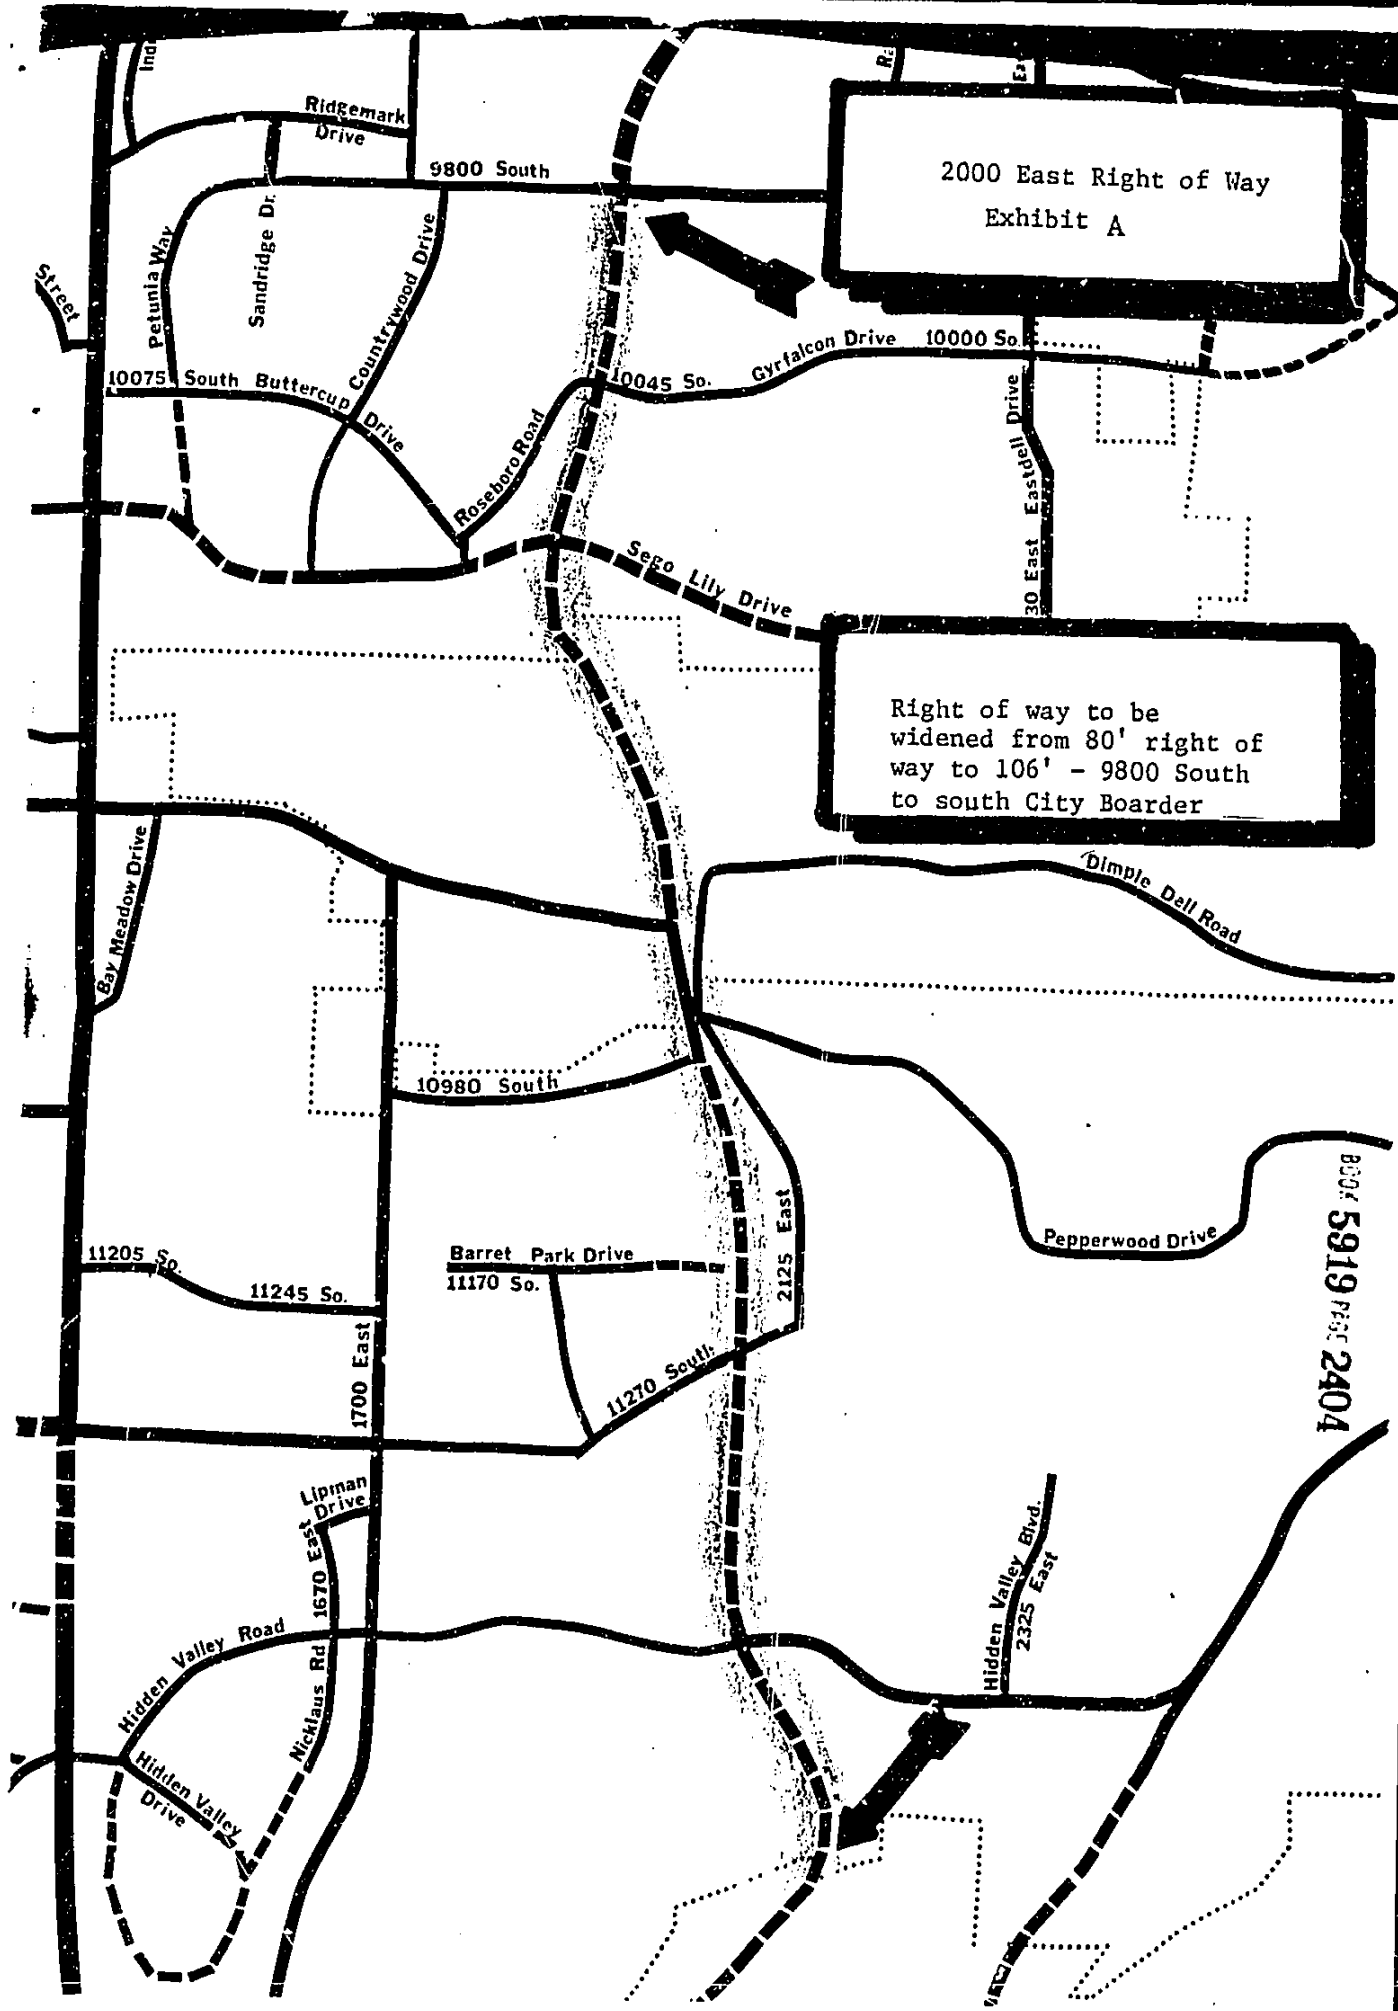 Ridgemark
Drive
9800 South
2000 East Right of Way
Exhibit A
Street
Petunia Way
Sandridge Dr.
Countrywood Drive
10075 South Buttercup Drive
10045 So. Gyrfalcon Drive 10000 So.
Roseboro Road
Eastdell Drive
30 East
Sego Lily Drive
Right of way to be
widened from 80' right of
way to 106' - 9800 South
to south City Boarder
Bay Meadow Drive
Dimple Dell Road
10980 South
2125 East
Pepperwood Drive
BOOK 5919 PAGE 2404
11205 So.
11245 So.
Barret Park Drive
11170 So.
1700 East
11270 South
Lipman
Drive
1670 East
Nicklaus Rd
Hidden Valley Road
Hidden Valley
Drive
Hidden Valley Blvd.
2325 East